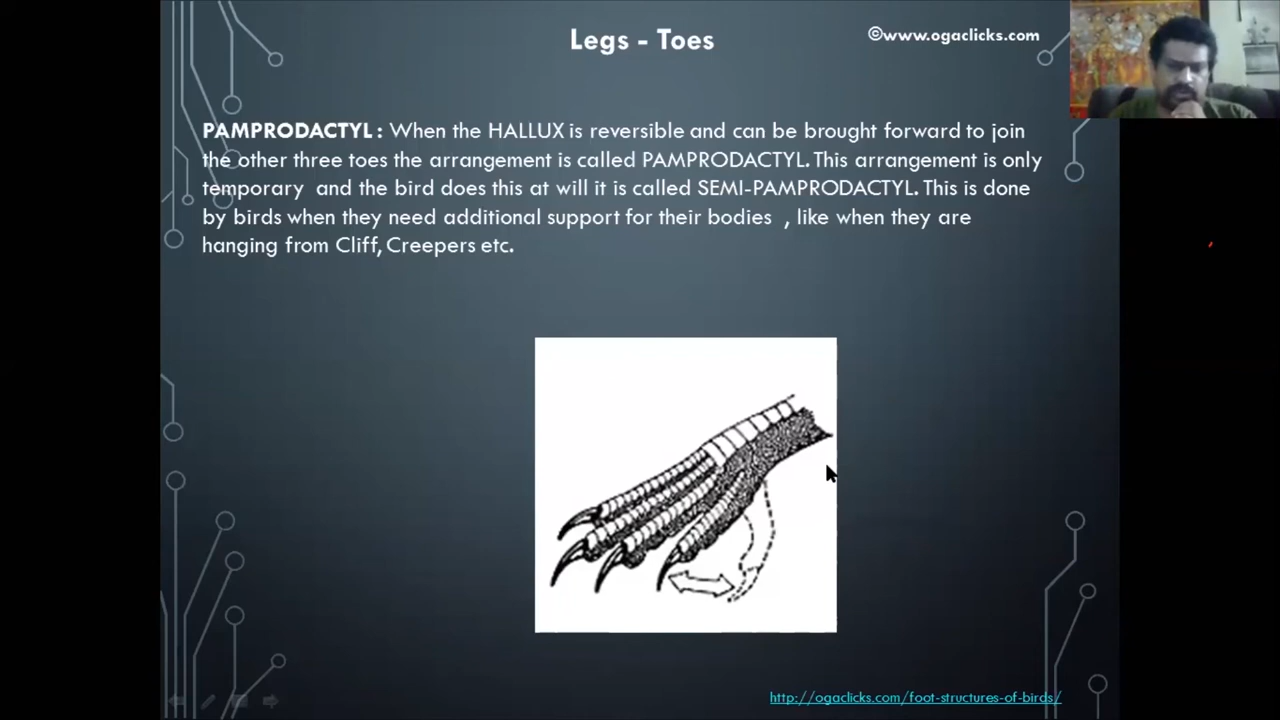 Legs - Toes
©www.ogaclicks.com
PAMPRODACTYL : When the HALLUX is reversible and can be brought forward to join
the other three toes the arrangement is called PAMPRODACTYL. This arrangement is only
temporary and the bird does this at will it is called SEMI-PAMPRODACTYL. This is done
by birds when they need additional support for their bodies , like when they are
hanging from Cliff, Creepers etc.
http://ogaclicks.com/foot-structures-of-birds/